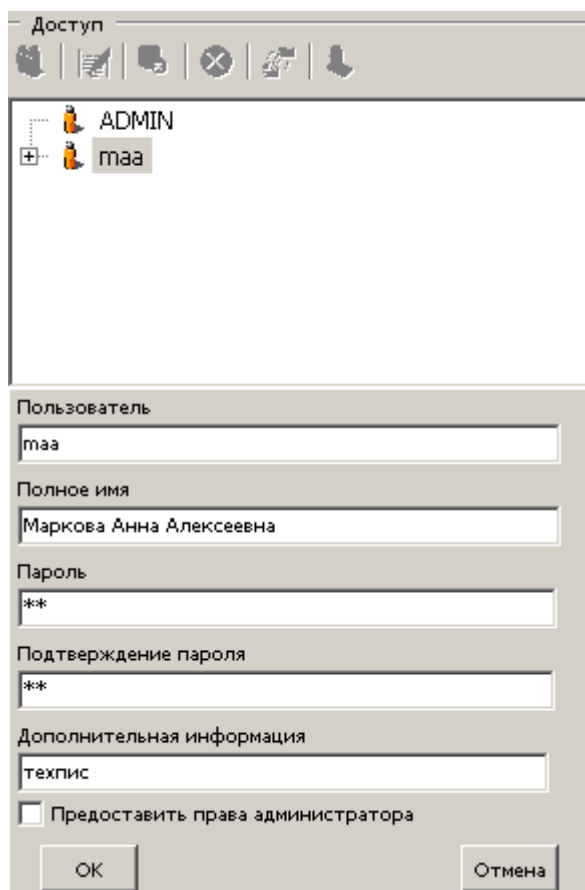 Доступ
ADMIN
maa
Пользователь
maa
Полное имя
Маркова Анна Алексеевна
Пароль
**
Подтверждение пароля
**
Дополнительная информация
техпис
Предоставить права администратора
ОК
Отмена